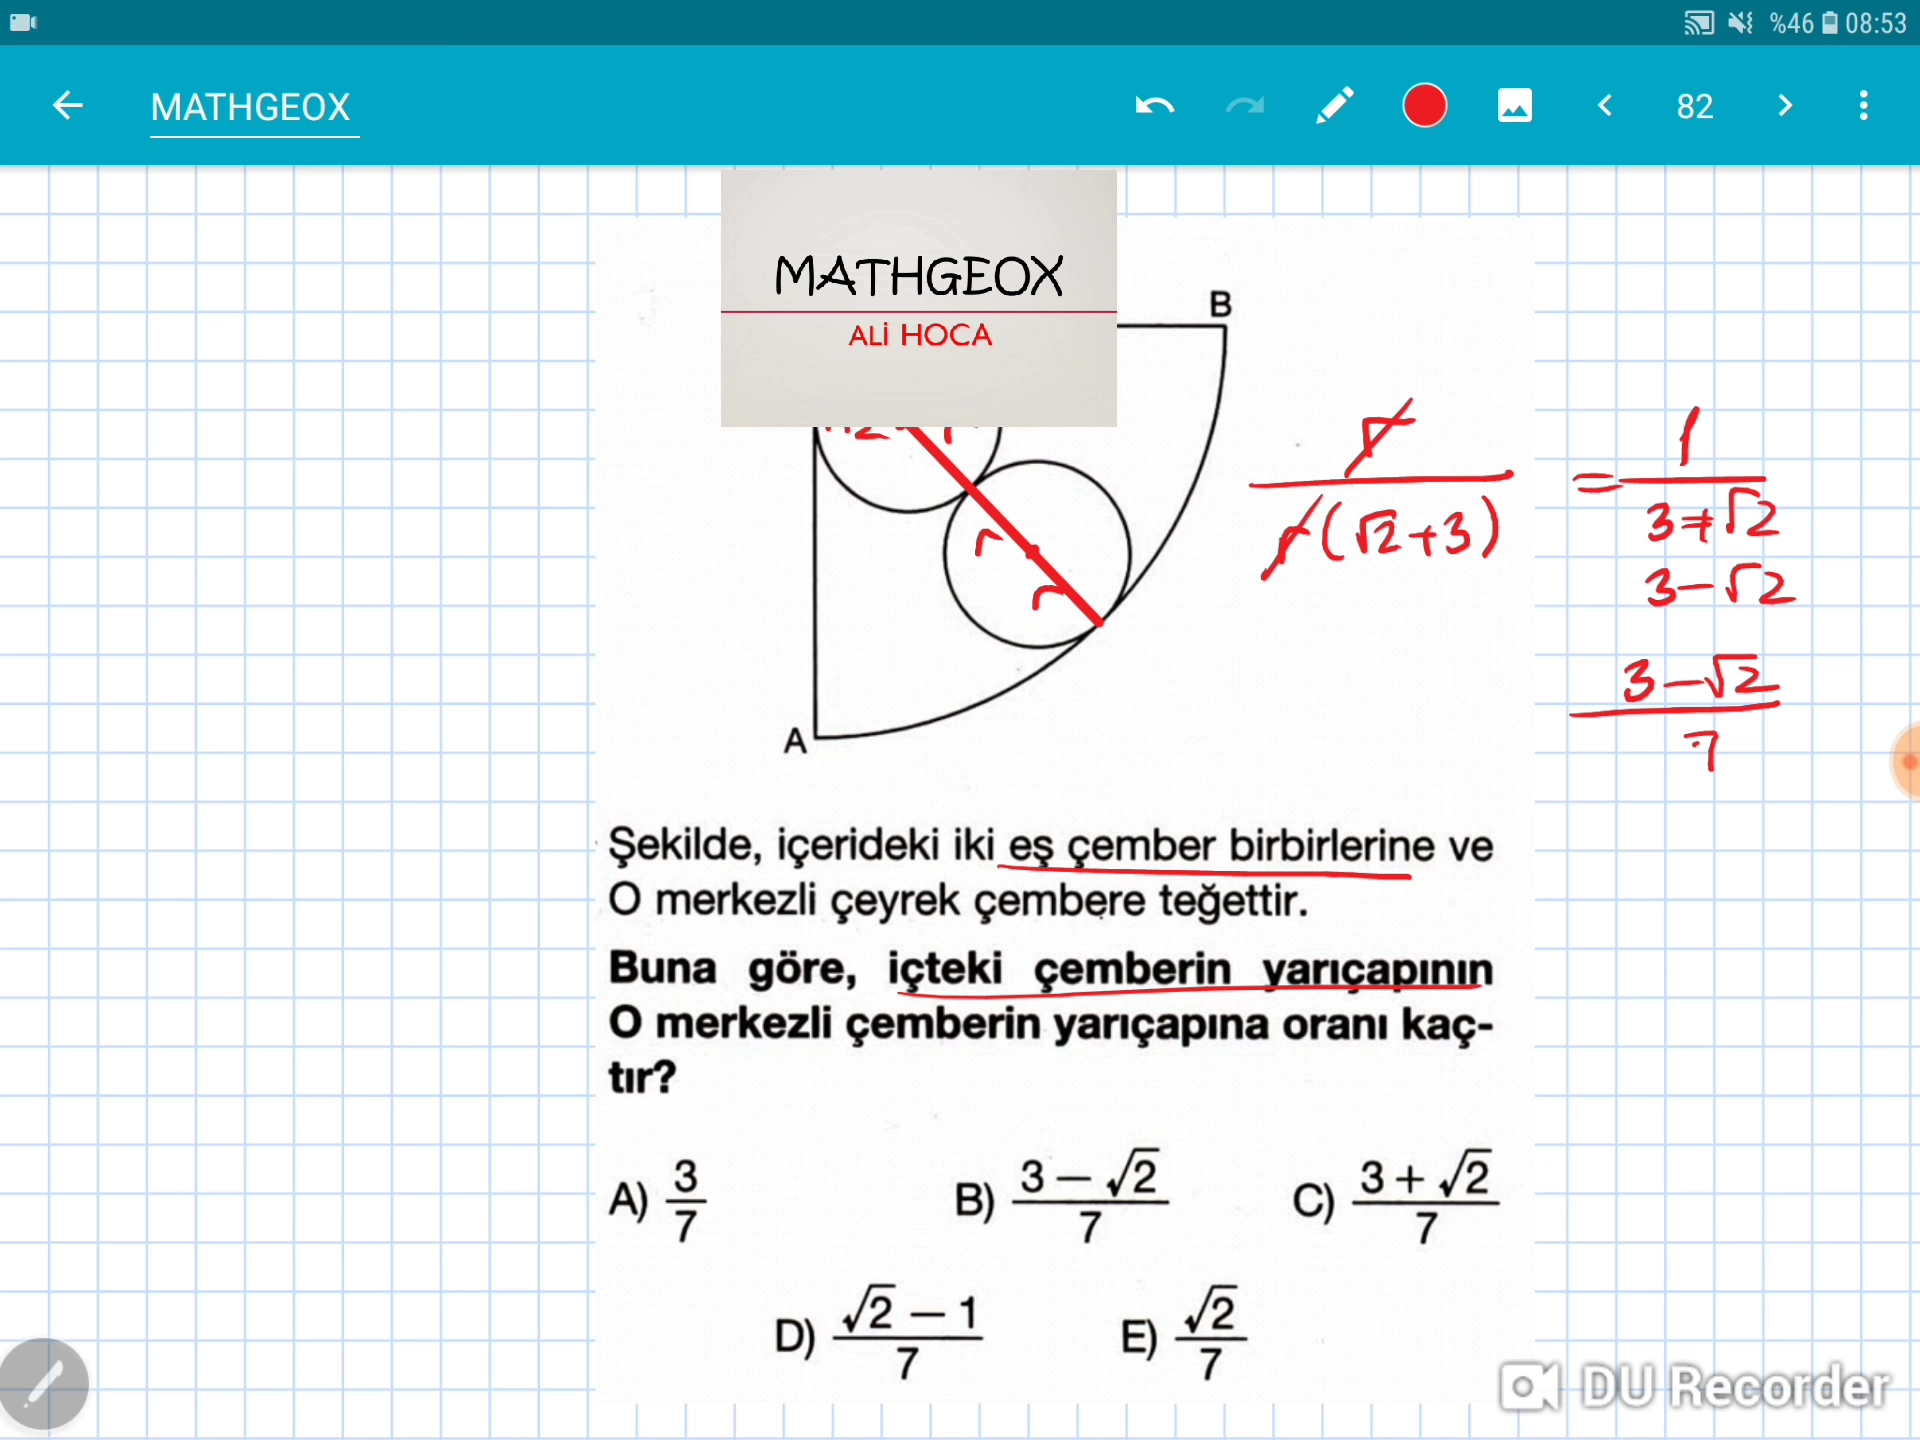 %46 08:53
MATHGEOX
82
MATHGEOX
ALİ HOCA
B
r
r
r
A
r / r(√2+3) = 1 / 3+√2
3-√2
3-√2 / 7
Şekilde, içerideki iki eş çember birbirlerine ve
O merkezli çeyrek çembere teğettir.
Buna göre, içteki çemberin yarıçapının
O merkezli çemberin yarıçapına oranı kaç-
tır?
A) 3/7 B) 3 − √2 / 7 C) 3 + √2 / 7
D) √2 − 1 / 7 E) √2 / 7
DU Recorder